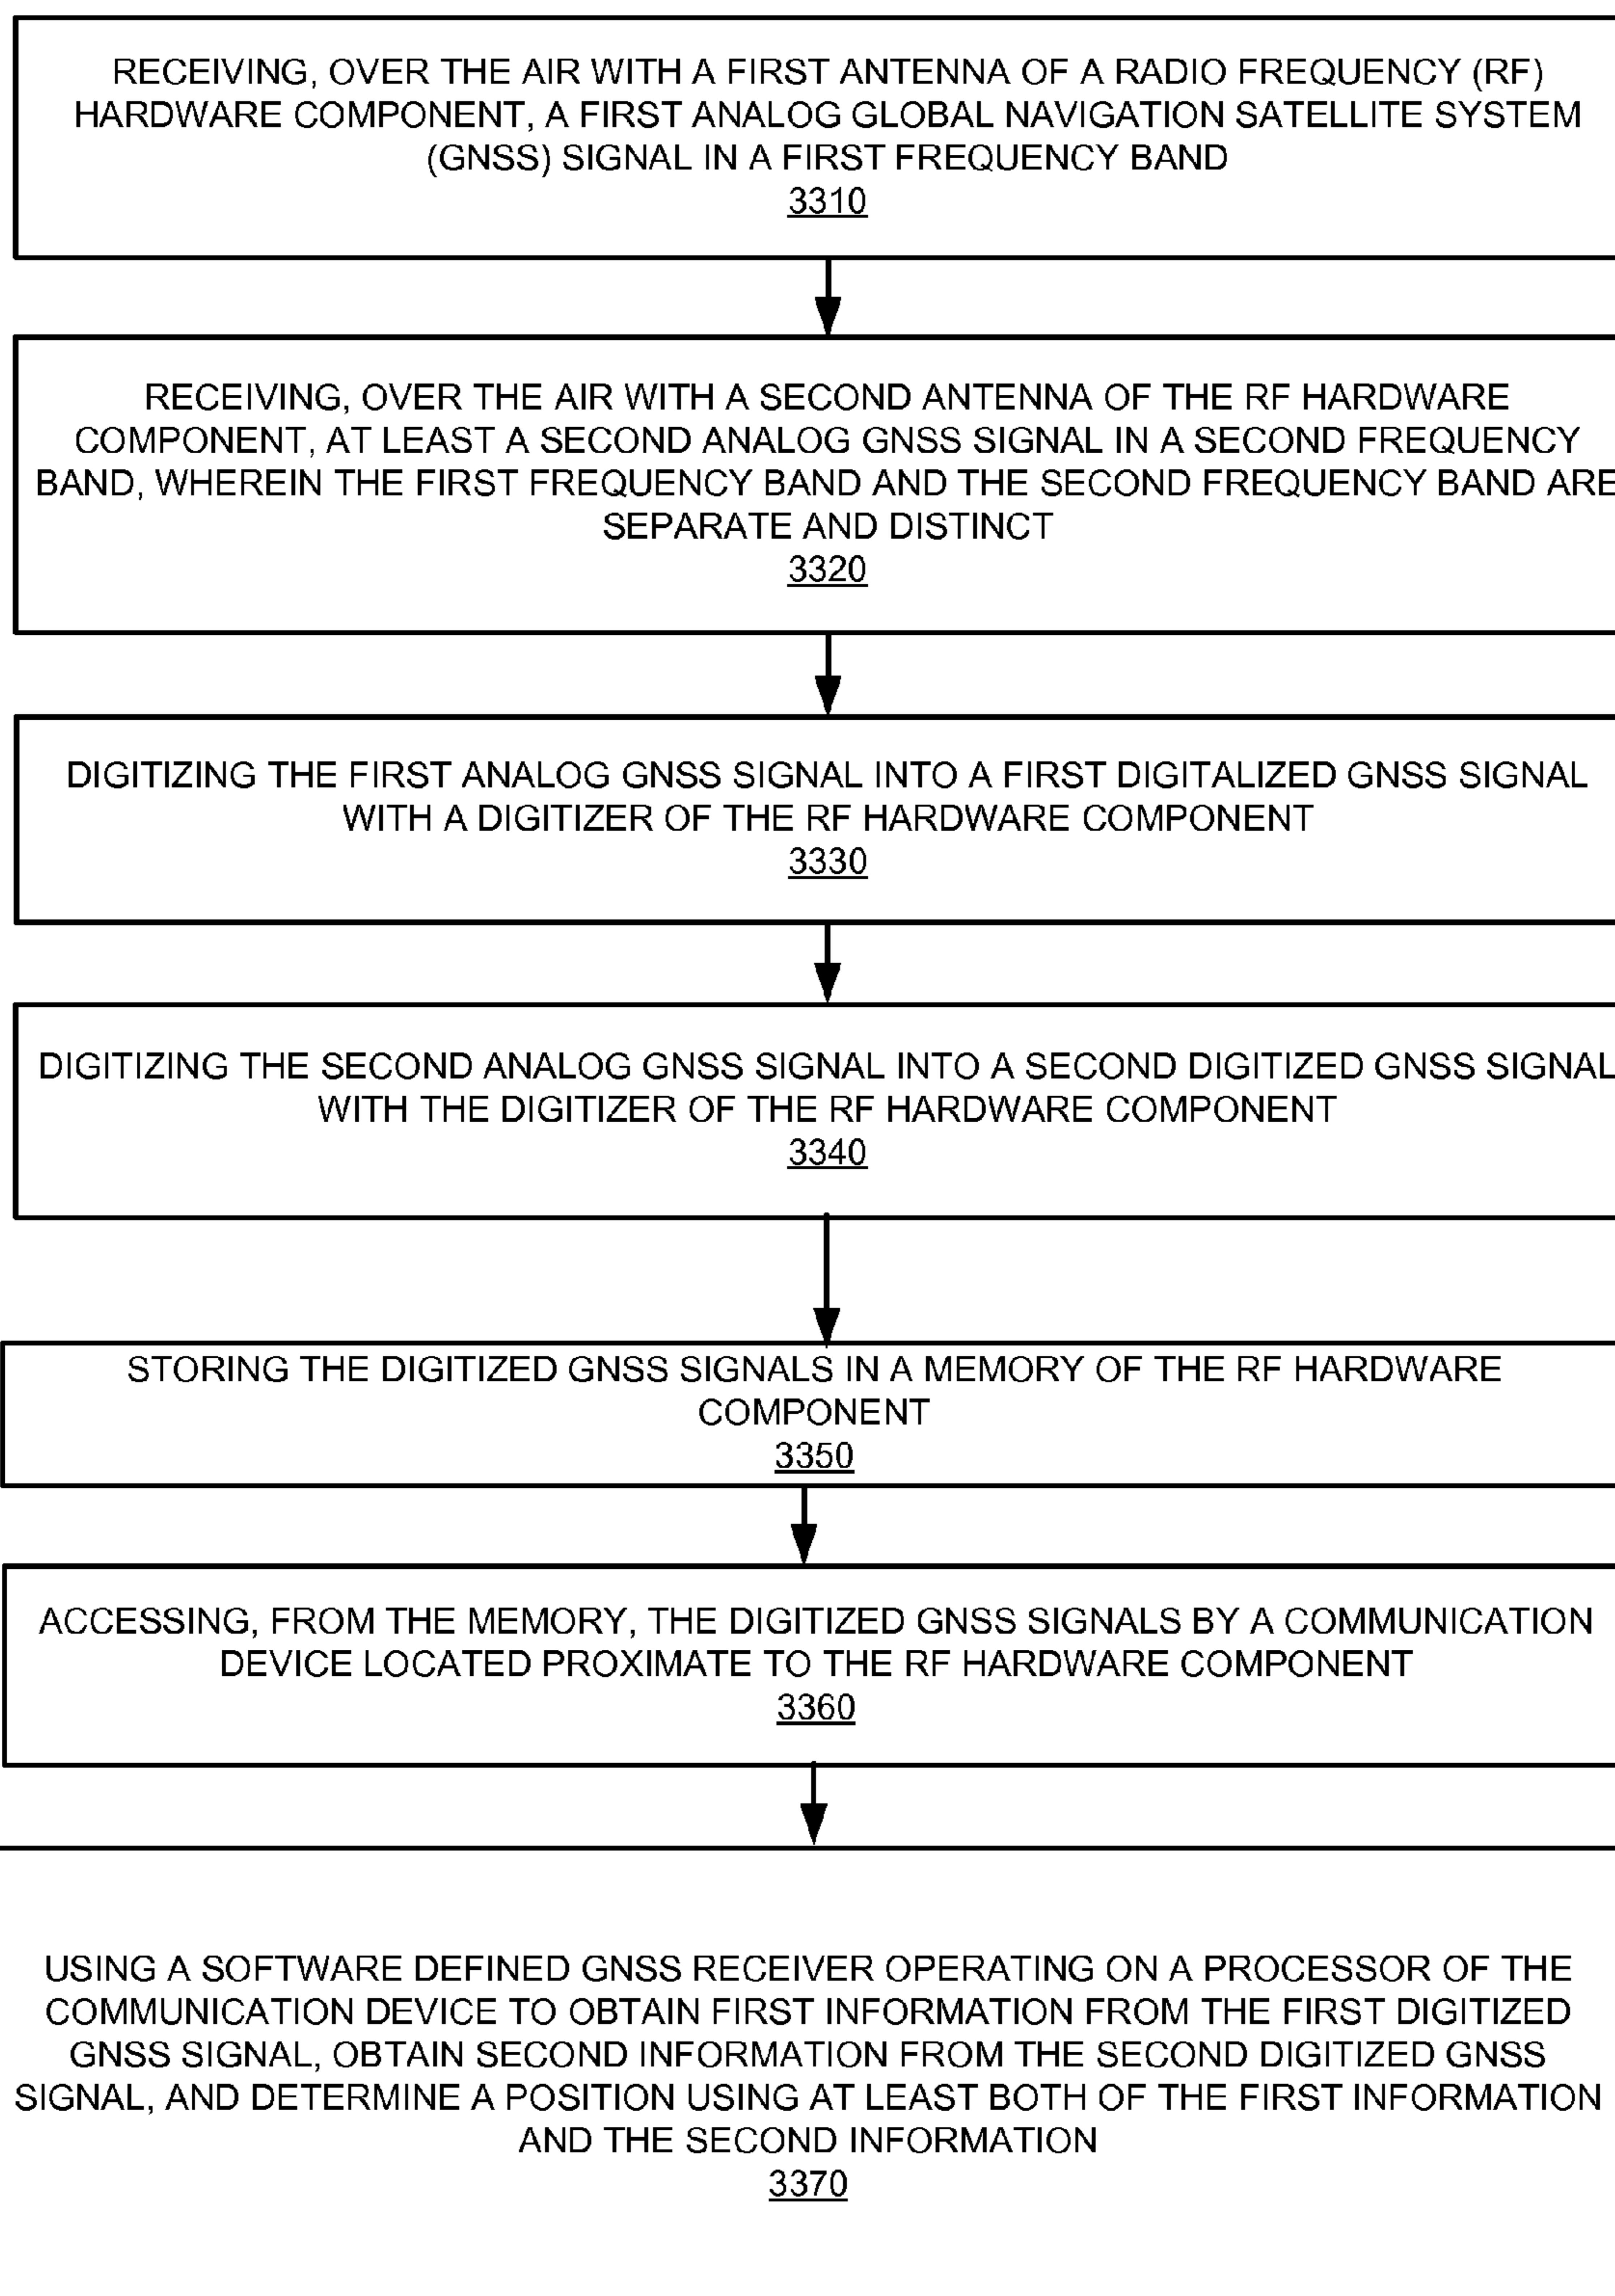 RECEIVING, OVER THE AIR WITH A FIRST ANTENNA OF A RADIO FREQUENCY (RF)
HARDWARE COMPONENT, A FIRST ANALOG GLOBAL NAVIGATION SATELLITE SYSTEM
(GNSS) SIGNAL IN A FIRST FREQUENCY BAND
3310
RECEIVING, OVER THE AIR WITH A SECOND ANTENNA OF THE RF HARDWARE
COMPONENT, AT LEAST A SECOND ANALOG GNSS SIGNAL IN A SECOND FREQUENCY
BAND, WHEREIN THE FIRST FREQUENCY BAND AND THE SECOND FREQUENCY BAND ARE
SEPARATE AND DISTINCT
3320
DIGITIZING THE FIRST ANALOG GNSS SIGNAL INTO A FIRST DIGITALIZED GNSS SIGNAL
WITH A DIGITIZER OF THE RF HARDWARE COMPONENT
3330
DIGITIZING THE SECOND ANALOG GNSS SIGNAL INTO A SECOND DIGITIZED GNSS SIGNAL
WITH THE DIGITIZER OF THE RF HARDWARE COMPONENT
3340
STORING THE DIGITIZED GNSS SIGNALS IN A MEMORY OF THE RF HARDWARE
COMPONENT
3350
ACCESSING, FROM THE MEMORY, THE DIGITIZED GNSS SIGNALS BY A COMMUNICATION
DEVICE LOCATED PROXIMATE TO THE RF HARDWARE COMPONENT
3360
USING A SOFTWARE DEFINED GNSS RECEIVER OPERATING ON A PROCESSOR OF THE
COMMUNICATION DEVICE TO OBTAIN FIRST INFORMATION FROM THE FIRST DIGITIZED
GNSS SIGNAL, OBTAIN SECOND INFORMATION FROM THE SECOND DIGITIZED GNSS
SIGNAL, AND DETERMINE A POSITION USING AT LEAST BOTH OF THE FIRST INFORMATION
AND THE SECOND INFORMATION
3370